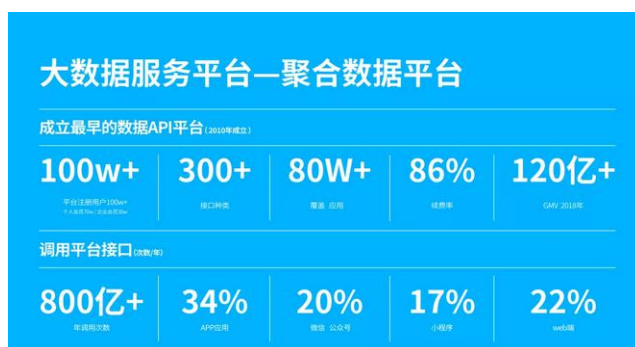 大数据服务平台—聚合数据平台
成立最早的数据API平台(2010年成立)
100w+ 300+ 80W+ 86% 120亿+
平台注册用户100w+ 接口种类 覆盖 应用 续费率 GMV 2018年
调用平台接口(次数/年)
800亿+ 34% 20% 17% 22%
年调用次数 APP应用 微信 公众号 小程序 web端